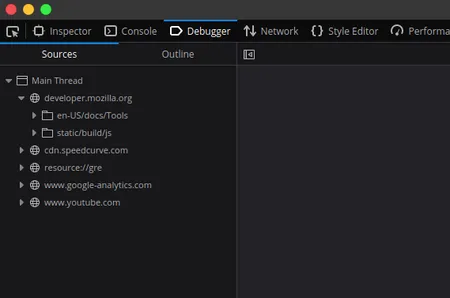 Inspector Console Debugger Network Style Editor Performa
Sources Outline
Main Thread
developer.mozilla.org
en-US/docs/Tools
static/build/js
cdn.speedcurve.com
resource://gre
www.google-analytics.com
www.youtube.com